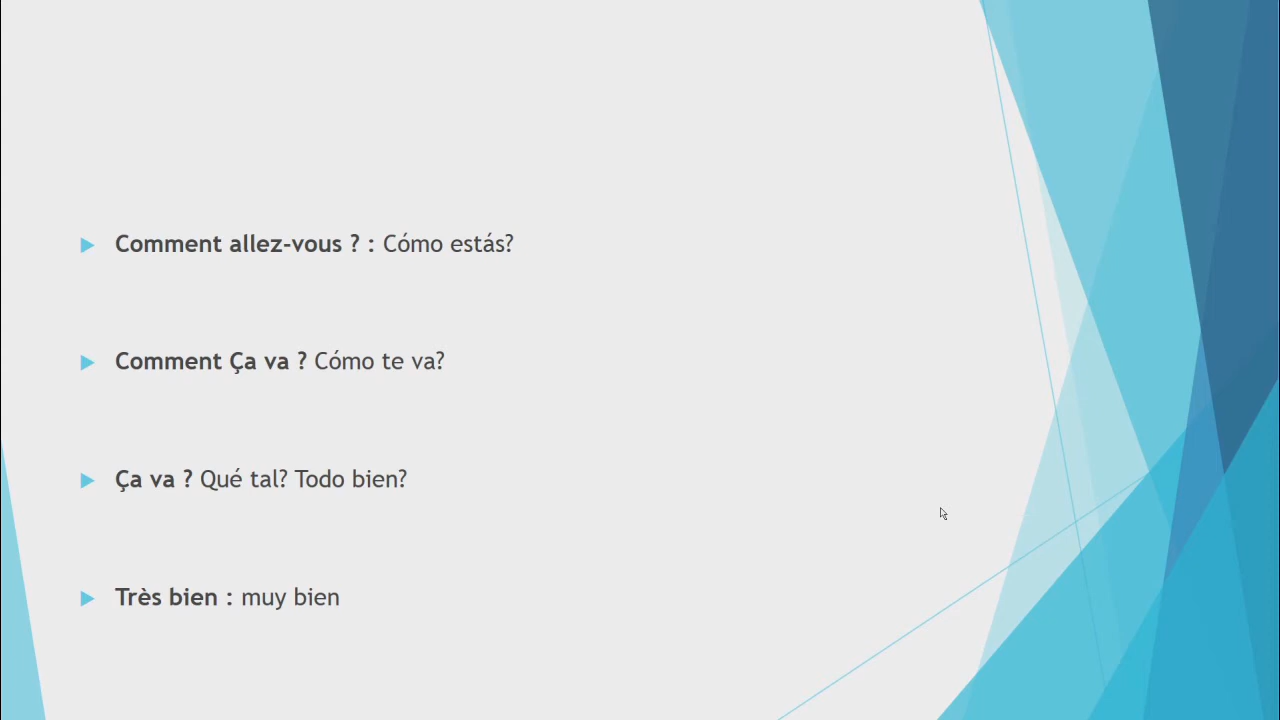 Comment allez-vous ? : Cómo estás?
Comment Ça va ? Cómo te va?
Ça va ? Qué tal? Todo bien?
Très bien : muy bien